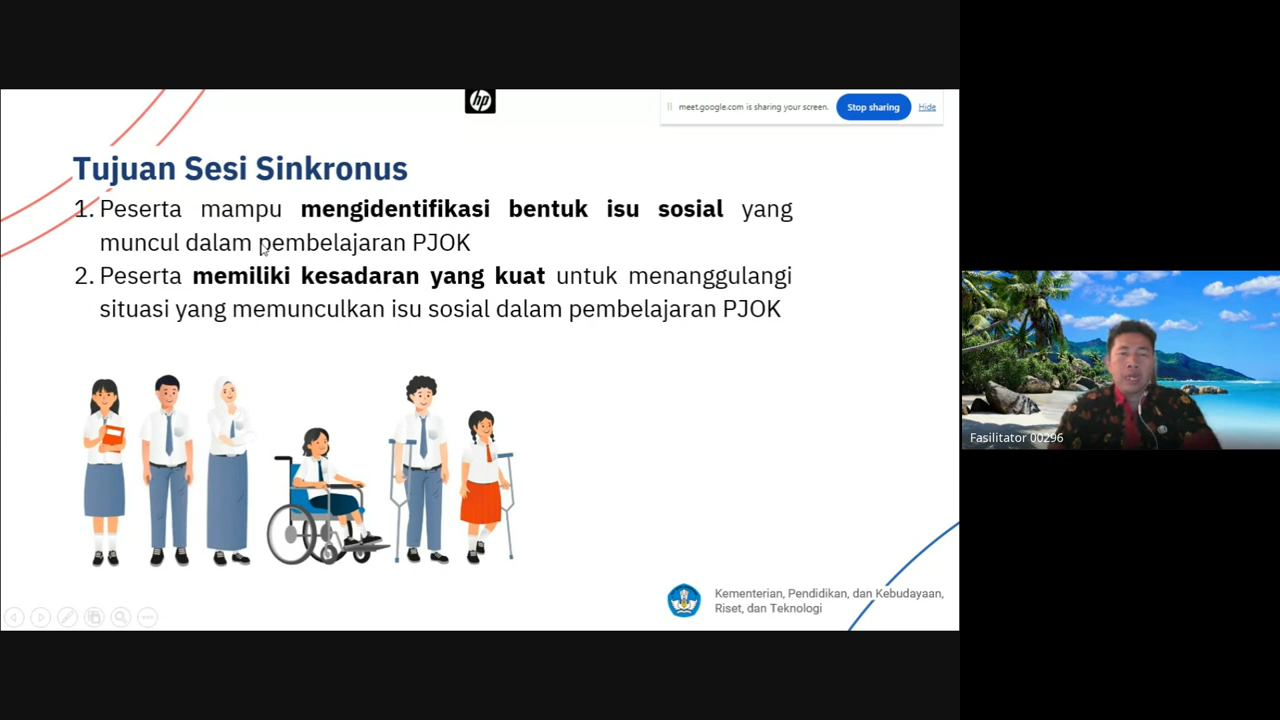 hp
meet.google.com is sharing your screen.
Stop sharing
Hide
Tujuan Sesi Sinkronus
1. Peserta mampu mengidentifikasi bentuk isu sosial yang
muncul dalam pembelajaran PJOK
2. Peserta memiliki kesadaran yang kuat untuk menanggulangi
situasi yang memunculkan isu sosial dalam pembelajaran PJOK
Fasilitator 00296
Kementerian, Pendidikan, dan Kebudayaan,
Riset, dan Teknologi